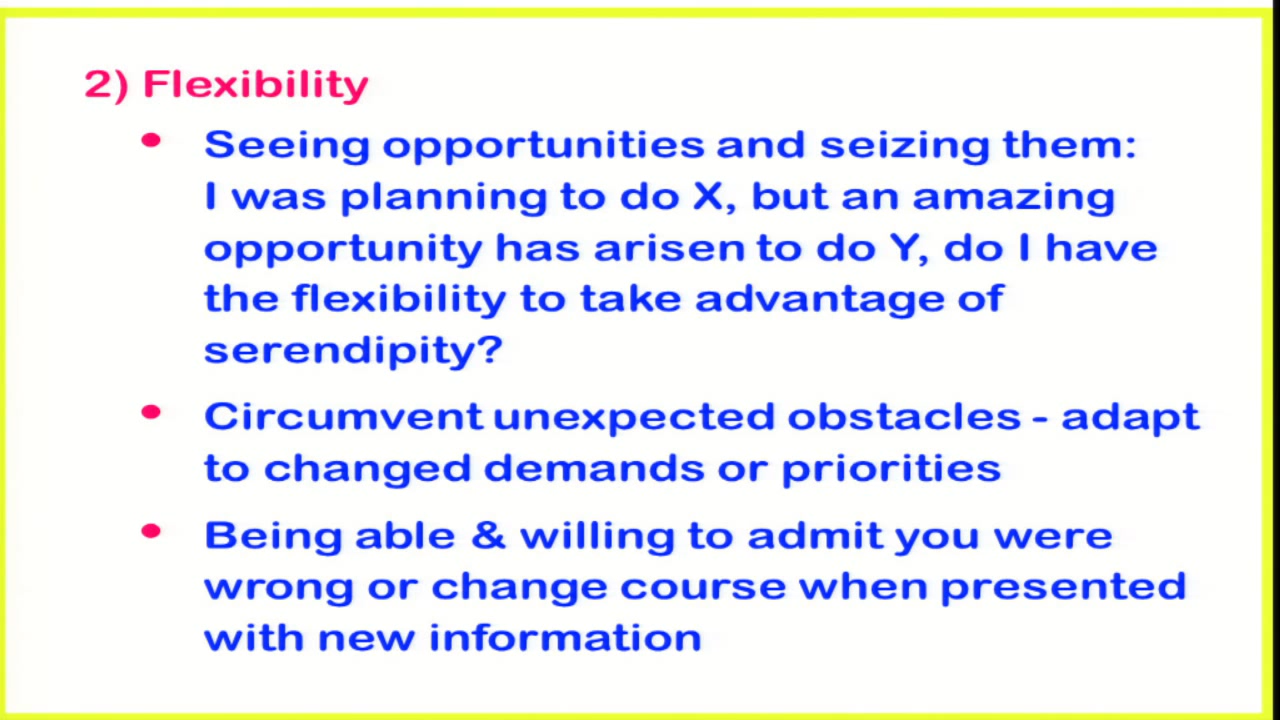 2) Flexibility
• Seeing opportunities and seizing them:
I was planning to do X, but an amazing
opportunity has arisen to do Y, do I have
the flexibility to take advantage of
serendipity?
• Circumvent unexpected obstacles - adapt
to changed demands or priorities
• Being able & willing to admit you were
wrong or change course when presented
with new information